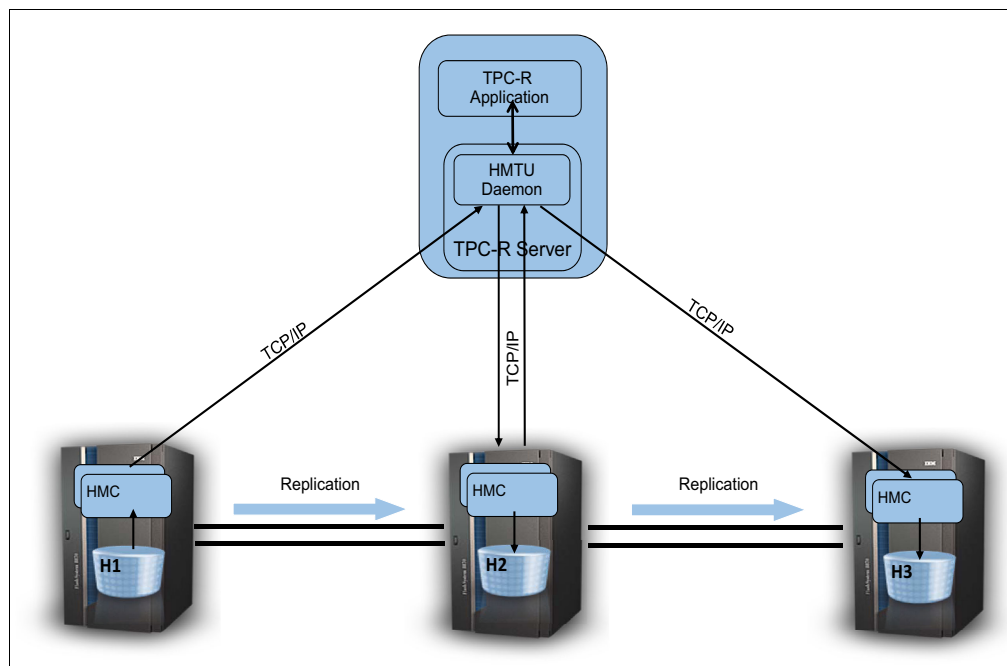 TPC-R
Application
HMTU
Daemon
TPC-R Server
TCP/IP
TCP/IP
TCP/IP
Replication
Replication
HMC
HMC
HMC
H1
H2
H3